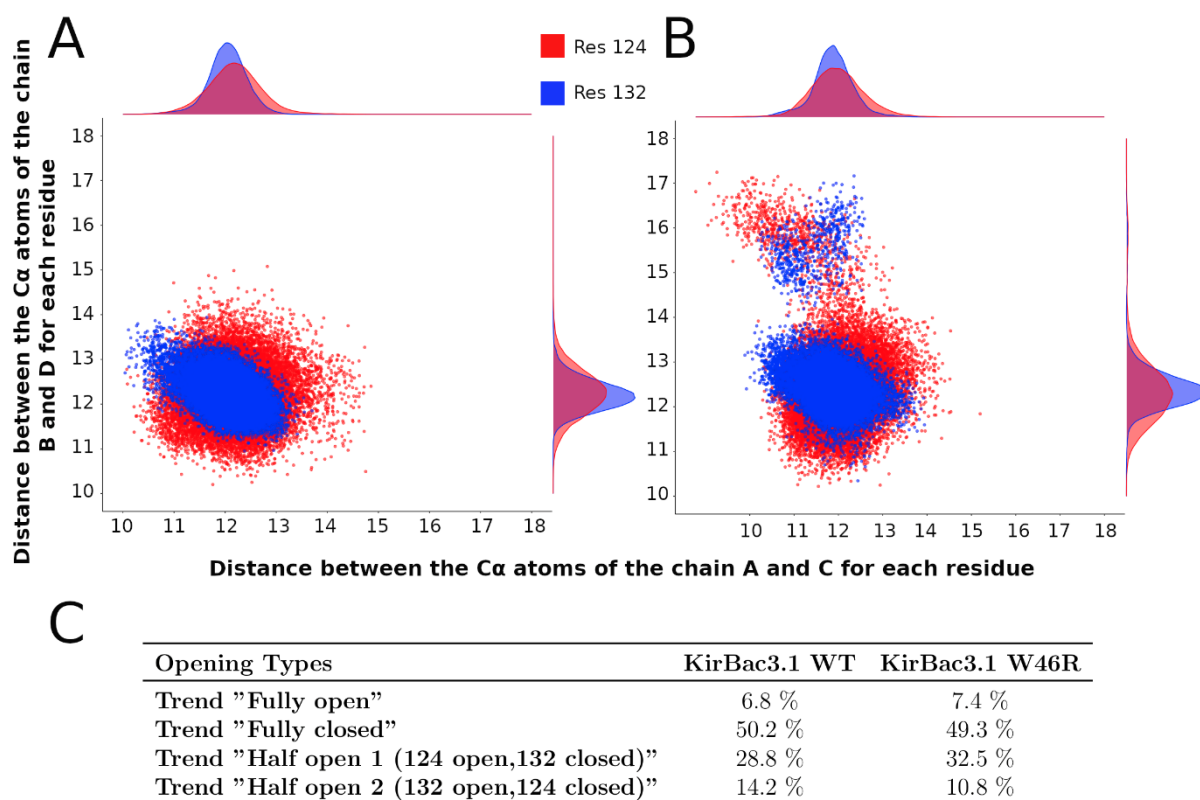 A
B
Res 124
Res 132
Distance between the Cα atoms of the chain
B and D for each residue
18
17
16
15
14
13
12
11
10
10 11 12 13 14 15 16 17 18
18
17
16
15
14
13
12
11
10
10 11 12 13 14 15 16 17 18
Distance between the Cα atoms of the chain A and C for each residue
C
Opening Types KirBac3.1 WT KirBac3.1 W46R
Trend ”Fully open” 6.8 % 7.4 %
Trend ”Fully closed” 50.2 % 49.3 %
Trend ”Half open 1 (124 open,132 closed)” 28.8 % 32.5 %
Trend ”Half open 2 (132 open,124 closed)” 14.2 % 10.8 %